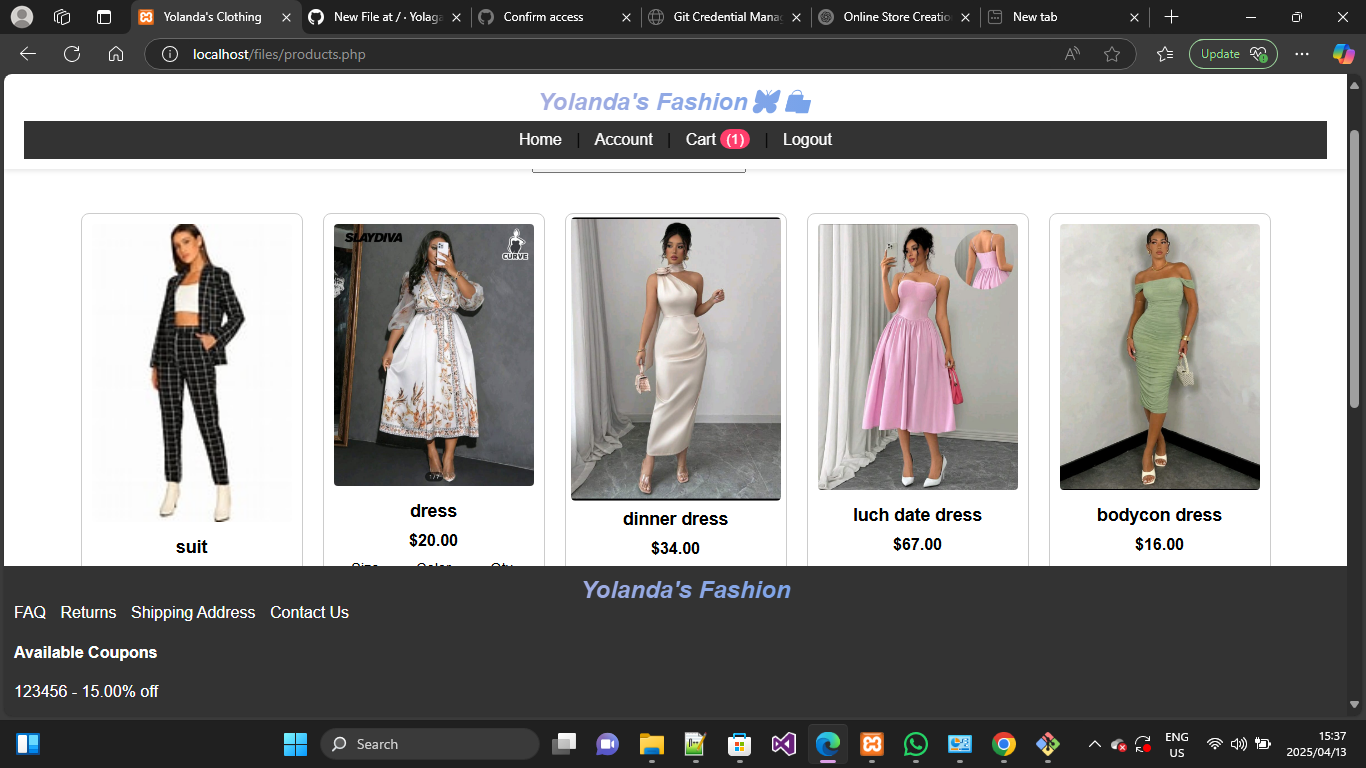 Yolanda's Clothing
New File at / · Yolaga
Confirm access
Git Credential Mana
Online Store Creatio
New tab
localhost/files/products.php
Update
Yolanda's Fashion
Home | Account | Cart (1) | Logout
SLAYDIVA
CURVE
suit
dress
$20.00
Size Color Qty
dinner dress
$34.00
luch date dress
$67.00
bodycon dress
$16.00
Yolanda's Fashion
FAQ Returns Shipping Address Contact Us
Available Coupons
123456 - 15.00% off
Search
ENG
US
15:37
2025/04/13